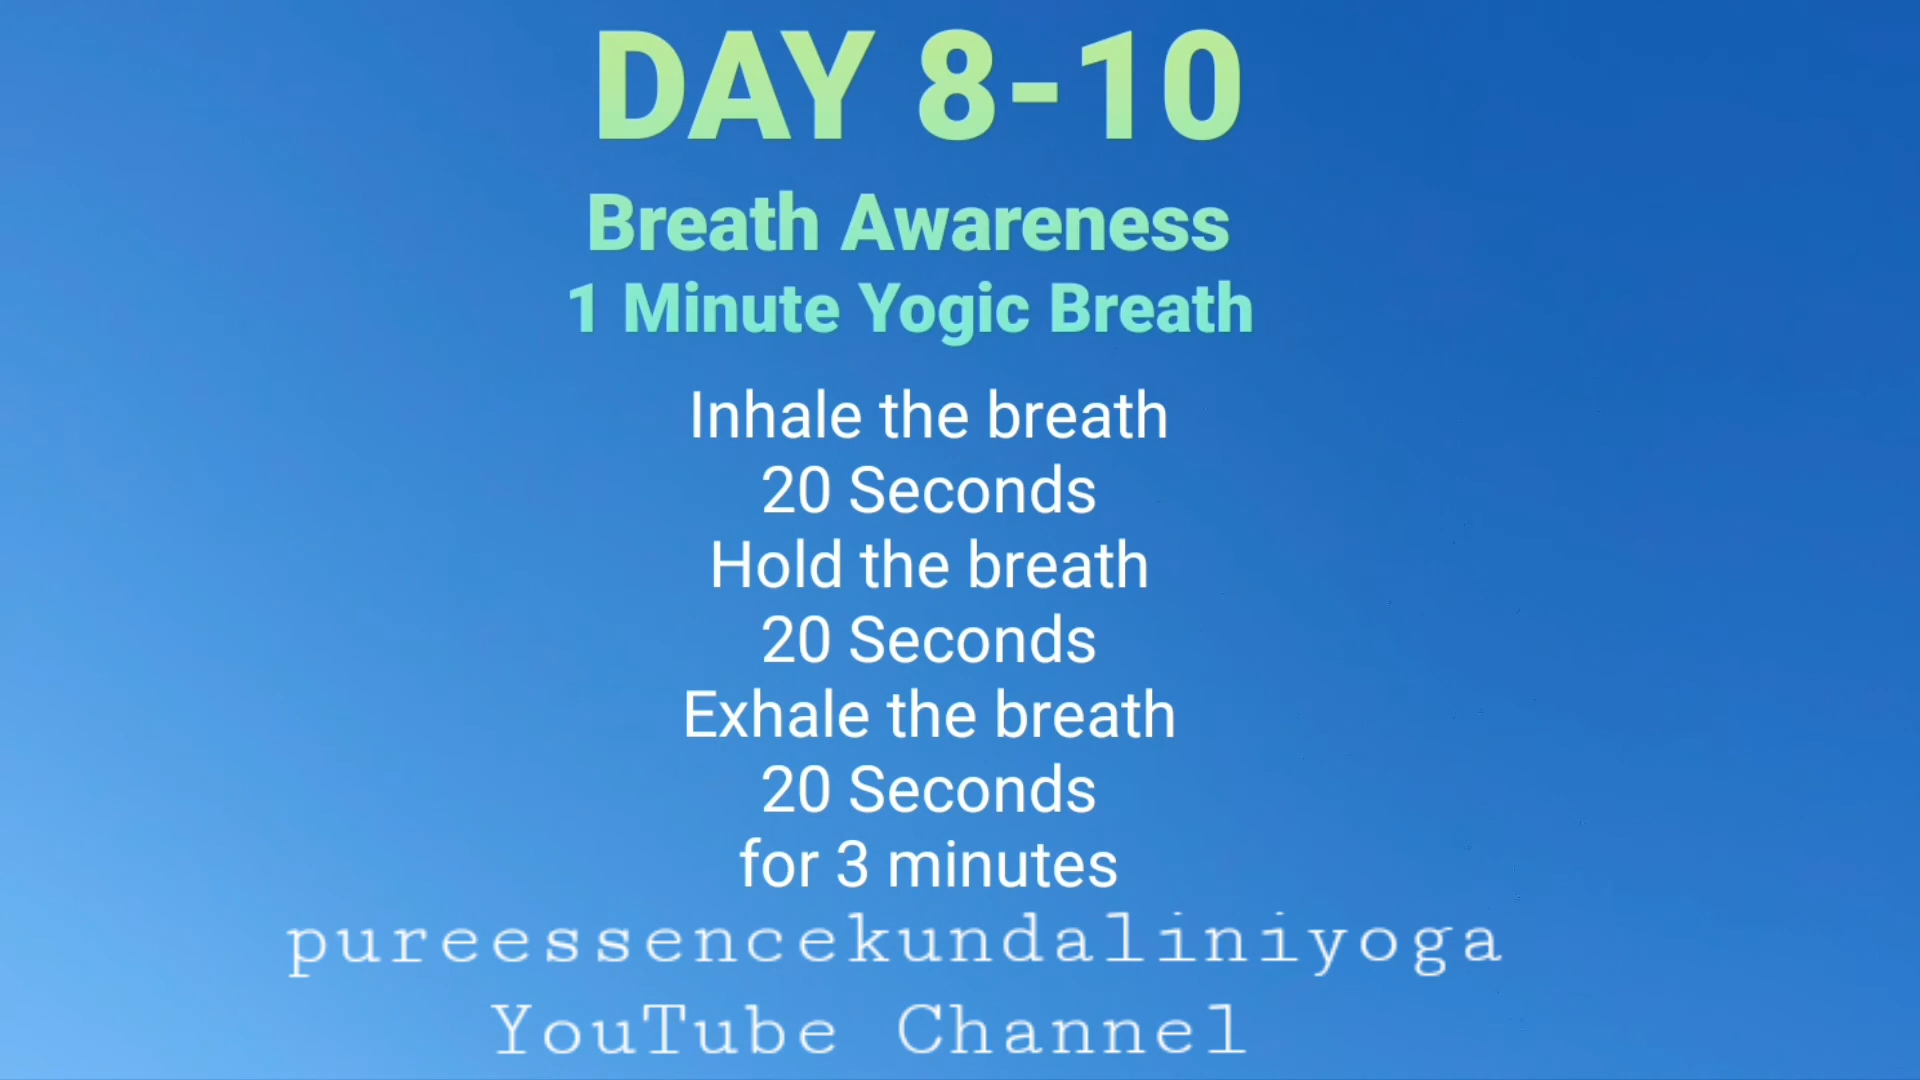 DAY 8-10
Breath Awareness
1 Minute Yogic Breath
Inhale the breath
20 Seconds
Hold the breath
20 Seconds
Exhale the breath
20 Seconds
for 3 minutes
pureessencekundaliniyoga
YouTube Channel